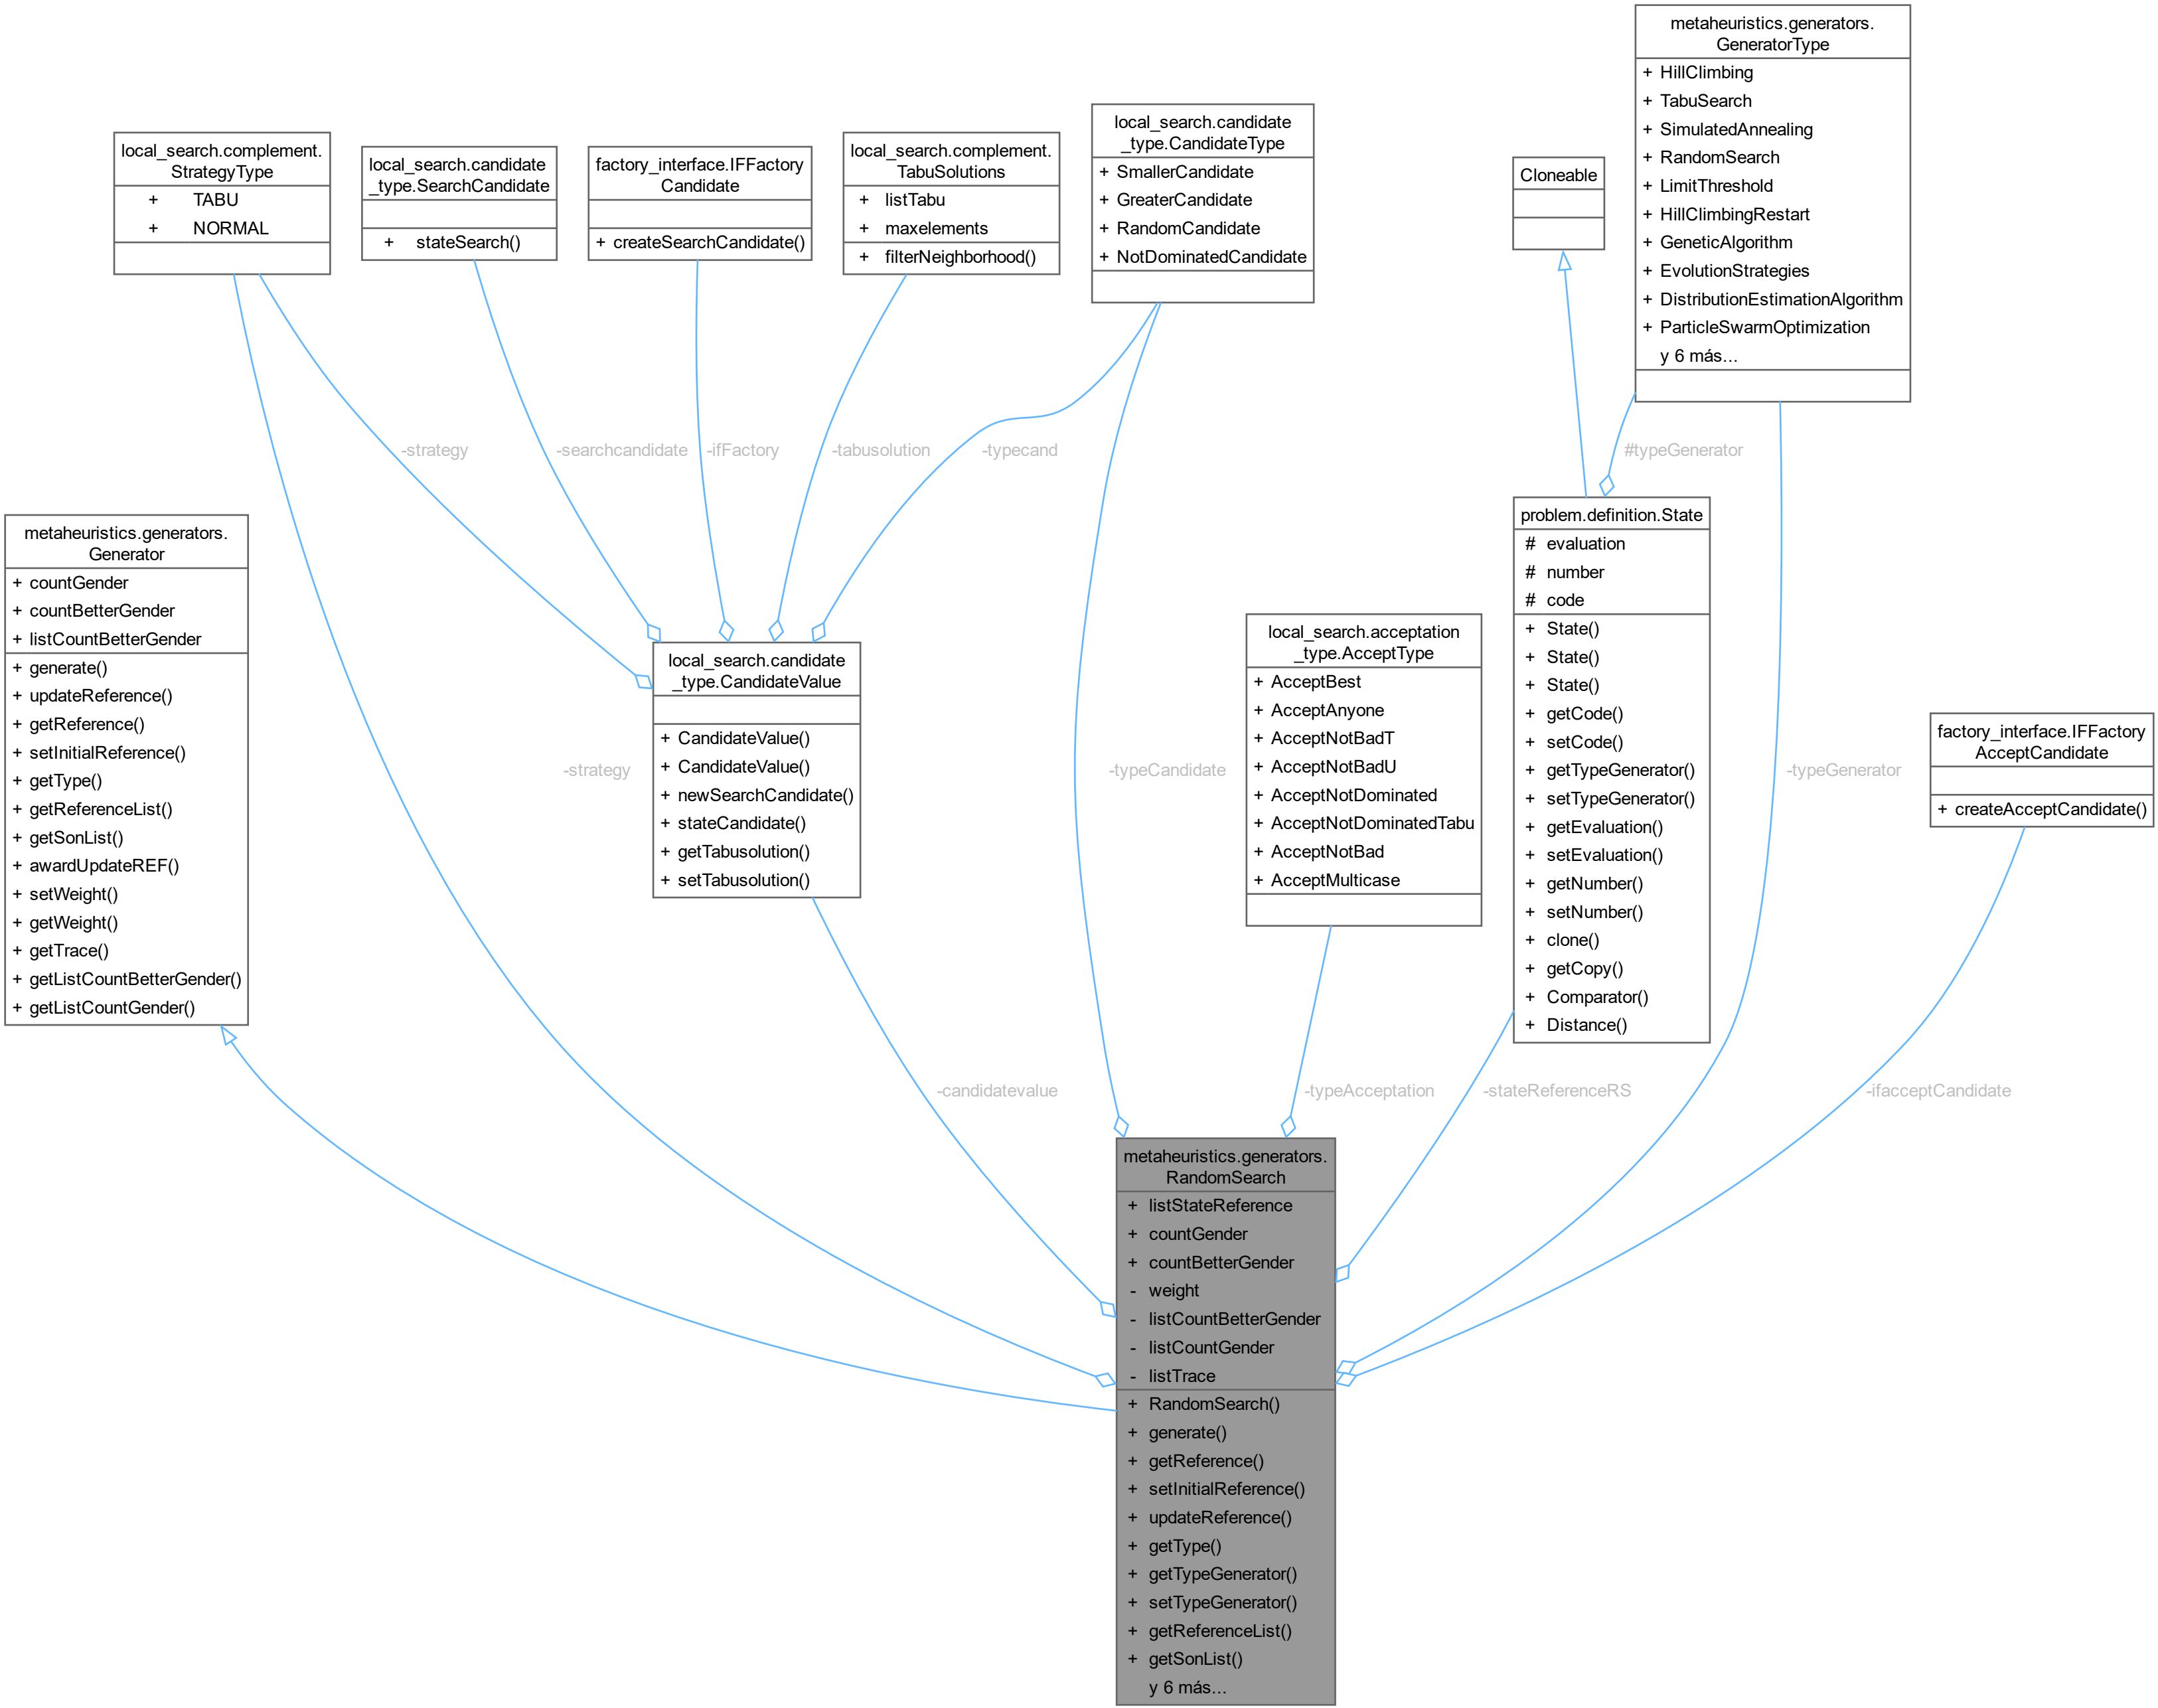 metaheuristics.generators.
GeneratorType
+ HillClimbing
+ TabuSearch
+ SimulatedAnnealing
+ RandomSearch
+ LimitThreshold
+ HillClimbingRestart
+ GeneticAlgorithm
+ EvolutionStrategies
+ DistributionEstimationAlgorithm
+ ParticleSwarmOptimization
y 6 más...
local_search.complement.
StrategyType
+ TABU
+ NORMAL
local_search.candidate
_type.SearchCandidate
+ stateSearch()
factory_interface.IFFactory
Candidate
+ createSearchCandidate()
local_search.complement.
TabuSolutions
+ listTabu
+ maxelements
+ filterNeighborhood()
local_search.candidate
_type.CandidateType
+ SmallerCandidate
+ GreaterCandidate
+ RandomCandidate
+ NotDominatedCandidate
Cloneable
-strategy
-searchcandidate
-ifFactory
-tabusolution
-typecand
#typeGenerator
metaheuristics.generators.
Generator
+ countGender
+ countBetterGender
+ listCountBetterGender
+ generate()
+ updateReference()
+ getReference()
+ setInitialReference()
+ getType()
+ getReferenceList()
+ getSonList()
+ awardUpdateREF()
+ setWeight()
+ getWeight()
+ getTrace()
+ getListCountBetterGender()
+ getListCountGender()
-strategy
local_search.candidate
_type.CandidateValue
+ CandidateValue()
+ CandidateValue()
+ newSearchCandidate()
+ stateCandidate()
+ getTabusolution()
+ setTabusolution()
-typeCandidate
local_search.acceptation
_type.AcceptType
+ AcceptBest
+ AcceptAnyone
+ AcceptNotBadT
+ AcceptNotBadU
+ AcceptNotDominated
+ AcceptNotDominatedTabu
+ AcceptNotBad
+ AcceptMulticase
problem.definition.State
# evaluation
# number
# code
+ State()
+ State()
+ State()
+ getCode()
+ setCode()
+ getTypeGenerator()
+ setTypeGenerator()
+ getEvaluation()
+ setEvaluation()
+ getNumber()
+ setNumber()
+ clone()
+ getCopy()
+ Comparator()
+ Distance()
-typeGenerator
factory_interface.IFFactory
AcceptCandidate
+ createAcceptCandidate()
-candidatevalue
-typeAcceptation
-stateReferenceRS
-ifacceptCandidate
metaheuristics.generators.
RandomSearch
+ listStateReference
+ countGender
+ countBetterGender
- weight
- listCountBetterGender
- listCountGender
- listTrace
+ RandomSearch()
+ generate()
+ getReference()
+ setInitialReference()
+ updateReference()
+ getType()
+ getTypeGenerator()
+ setTypeGenerator()
+ getReferenceList()
+ getSonList()
y 6 más...